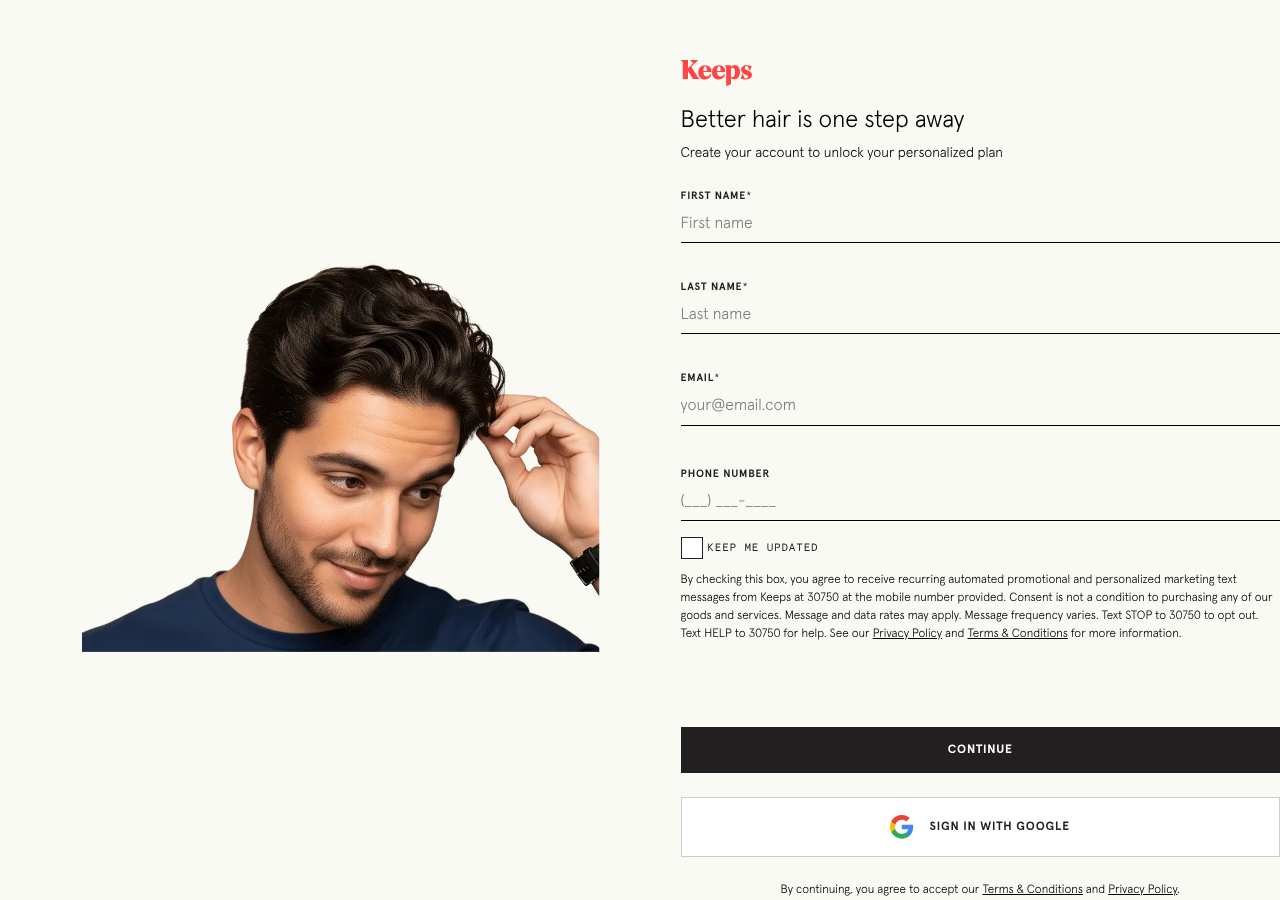 Keeps
Better hair is one step away
Create your account to unlock your personalized plan
FIRST NAME*
First name
LAST NAME*
Last name
EMAIL*
your@email.com
PHONE NUMBER
(___) ___-____
KEEP ME UPDATED
By checking this box, you agree to receive recurring automated promotional and personalized marketing text
messages from Keeps at 30750 at the mobile number provided. Consent is not a condition to purchasing any of our
goods and services. Message and data rates may apply. Message frequency varies. Text STOP to 30750 to opt out.
Text HELP to 30750 for help. See our Privacy Policy and Terms & Conditions for more information.
CONTINUE
SIGN IN WITH GOOGLE
By continuing, you agree to accept our Terms & Conditions and Privacy Policy.